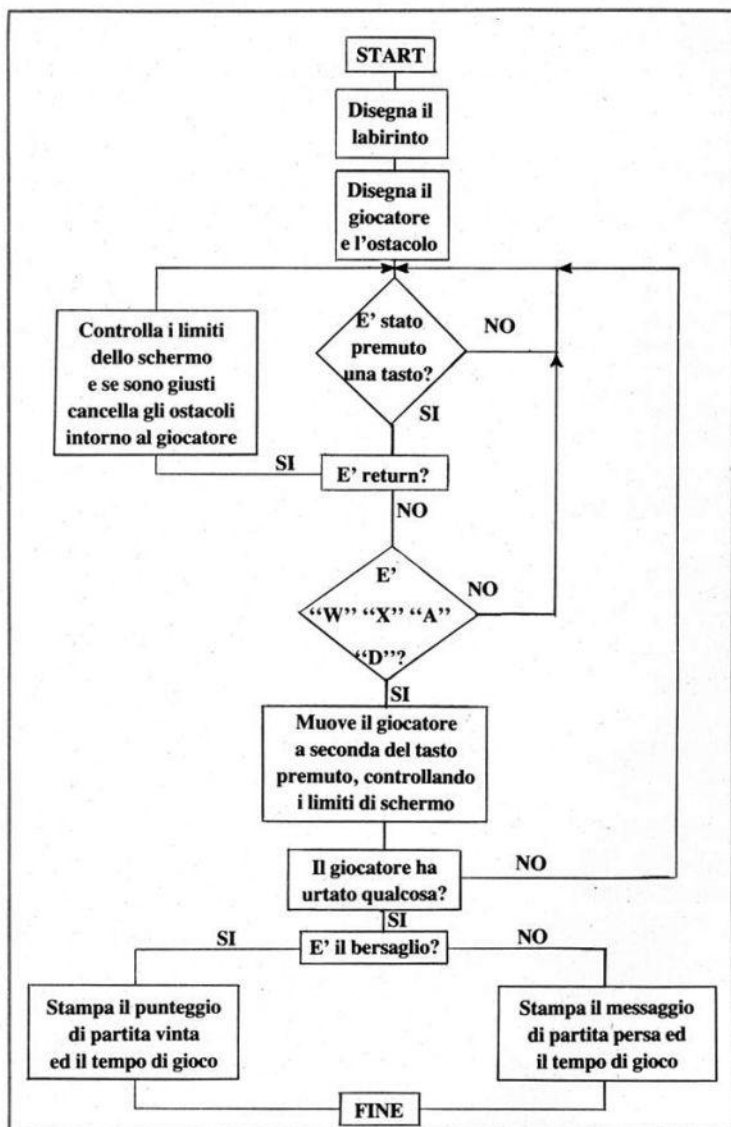 START
Disegna il
labirinto
Disegna il
giocatore
e l'ostacolo
E' stato
premuto
una tasto?
NO
SI
Controlla i limiti
dello schermo
e se sono giusti
cancella gli ostacoli
intorno al giocatore
SI
E' return?
NO
E'
“W” “X” “A”
“D”?
NO
SI
Muove il giocatore
a seconda del tasto
premuto, controllando
i limiti di schermo
Il giocatore ha
urtato qualcosa?
NO
SI
SI
E' il bersaglio?
NO
Stampa il punteggio
di partita vinta
ed il tempo di gioco
Stampa il messaggio
di partita persa ed
il tempo di gioco
FINE